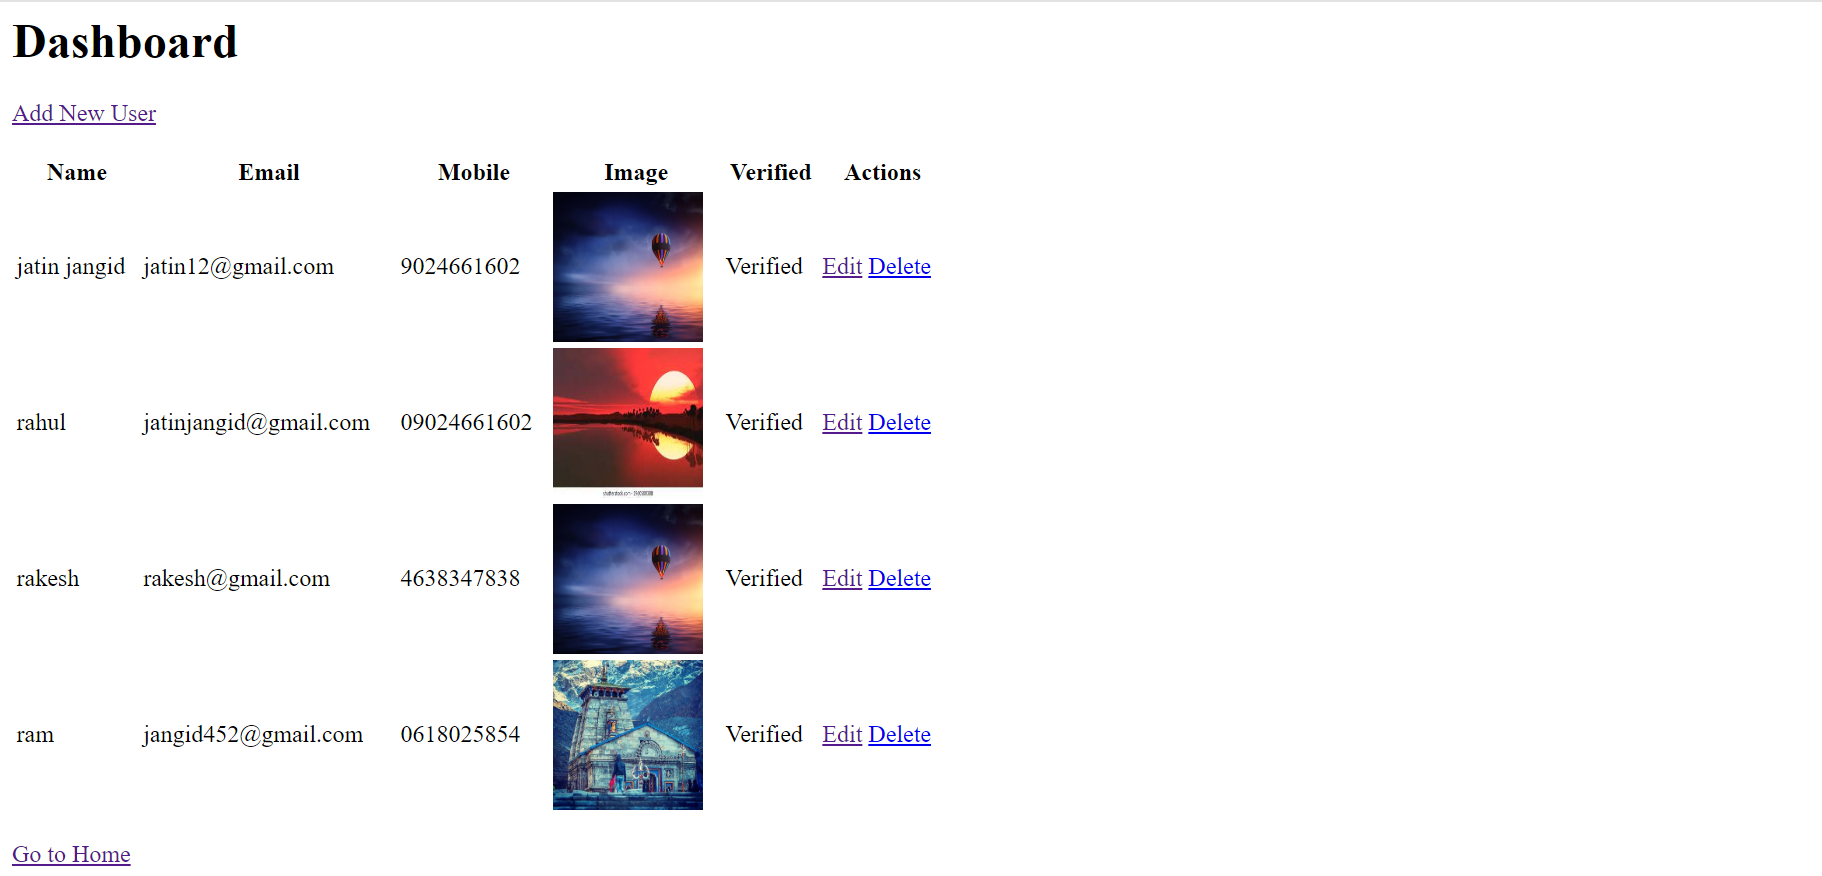 Dashboard
Add New User
Name Email Mobile Image Verified Actions
jatin jangid jatin12@gmail.com 9024661602 Verified Edit Delete
rahul jatinjangid@gmail.com 09024661602 Verified Edit Delete
rakesh rakesh@gmail.com 4638347838 Verified Edit Delete
ram jangid452@gmail.com 0618025854 Verified Edit Delete
Go to Home